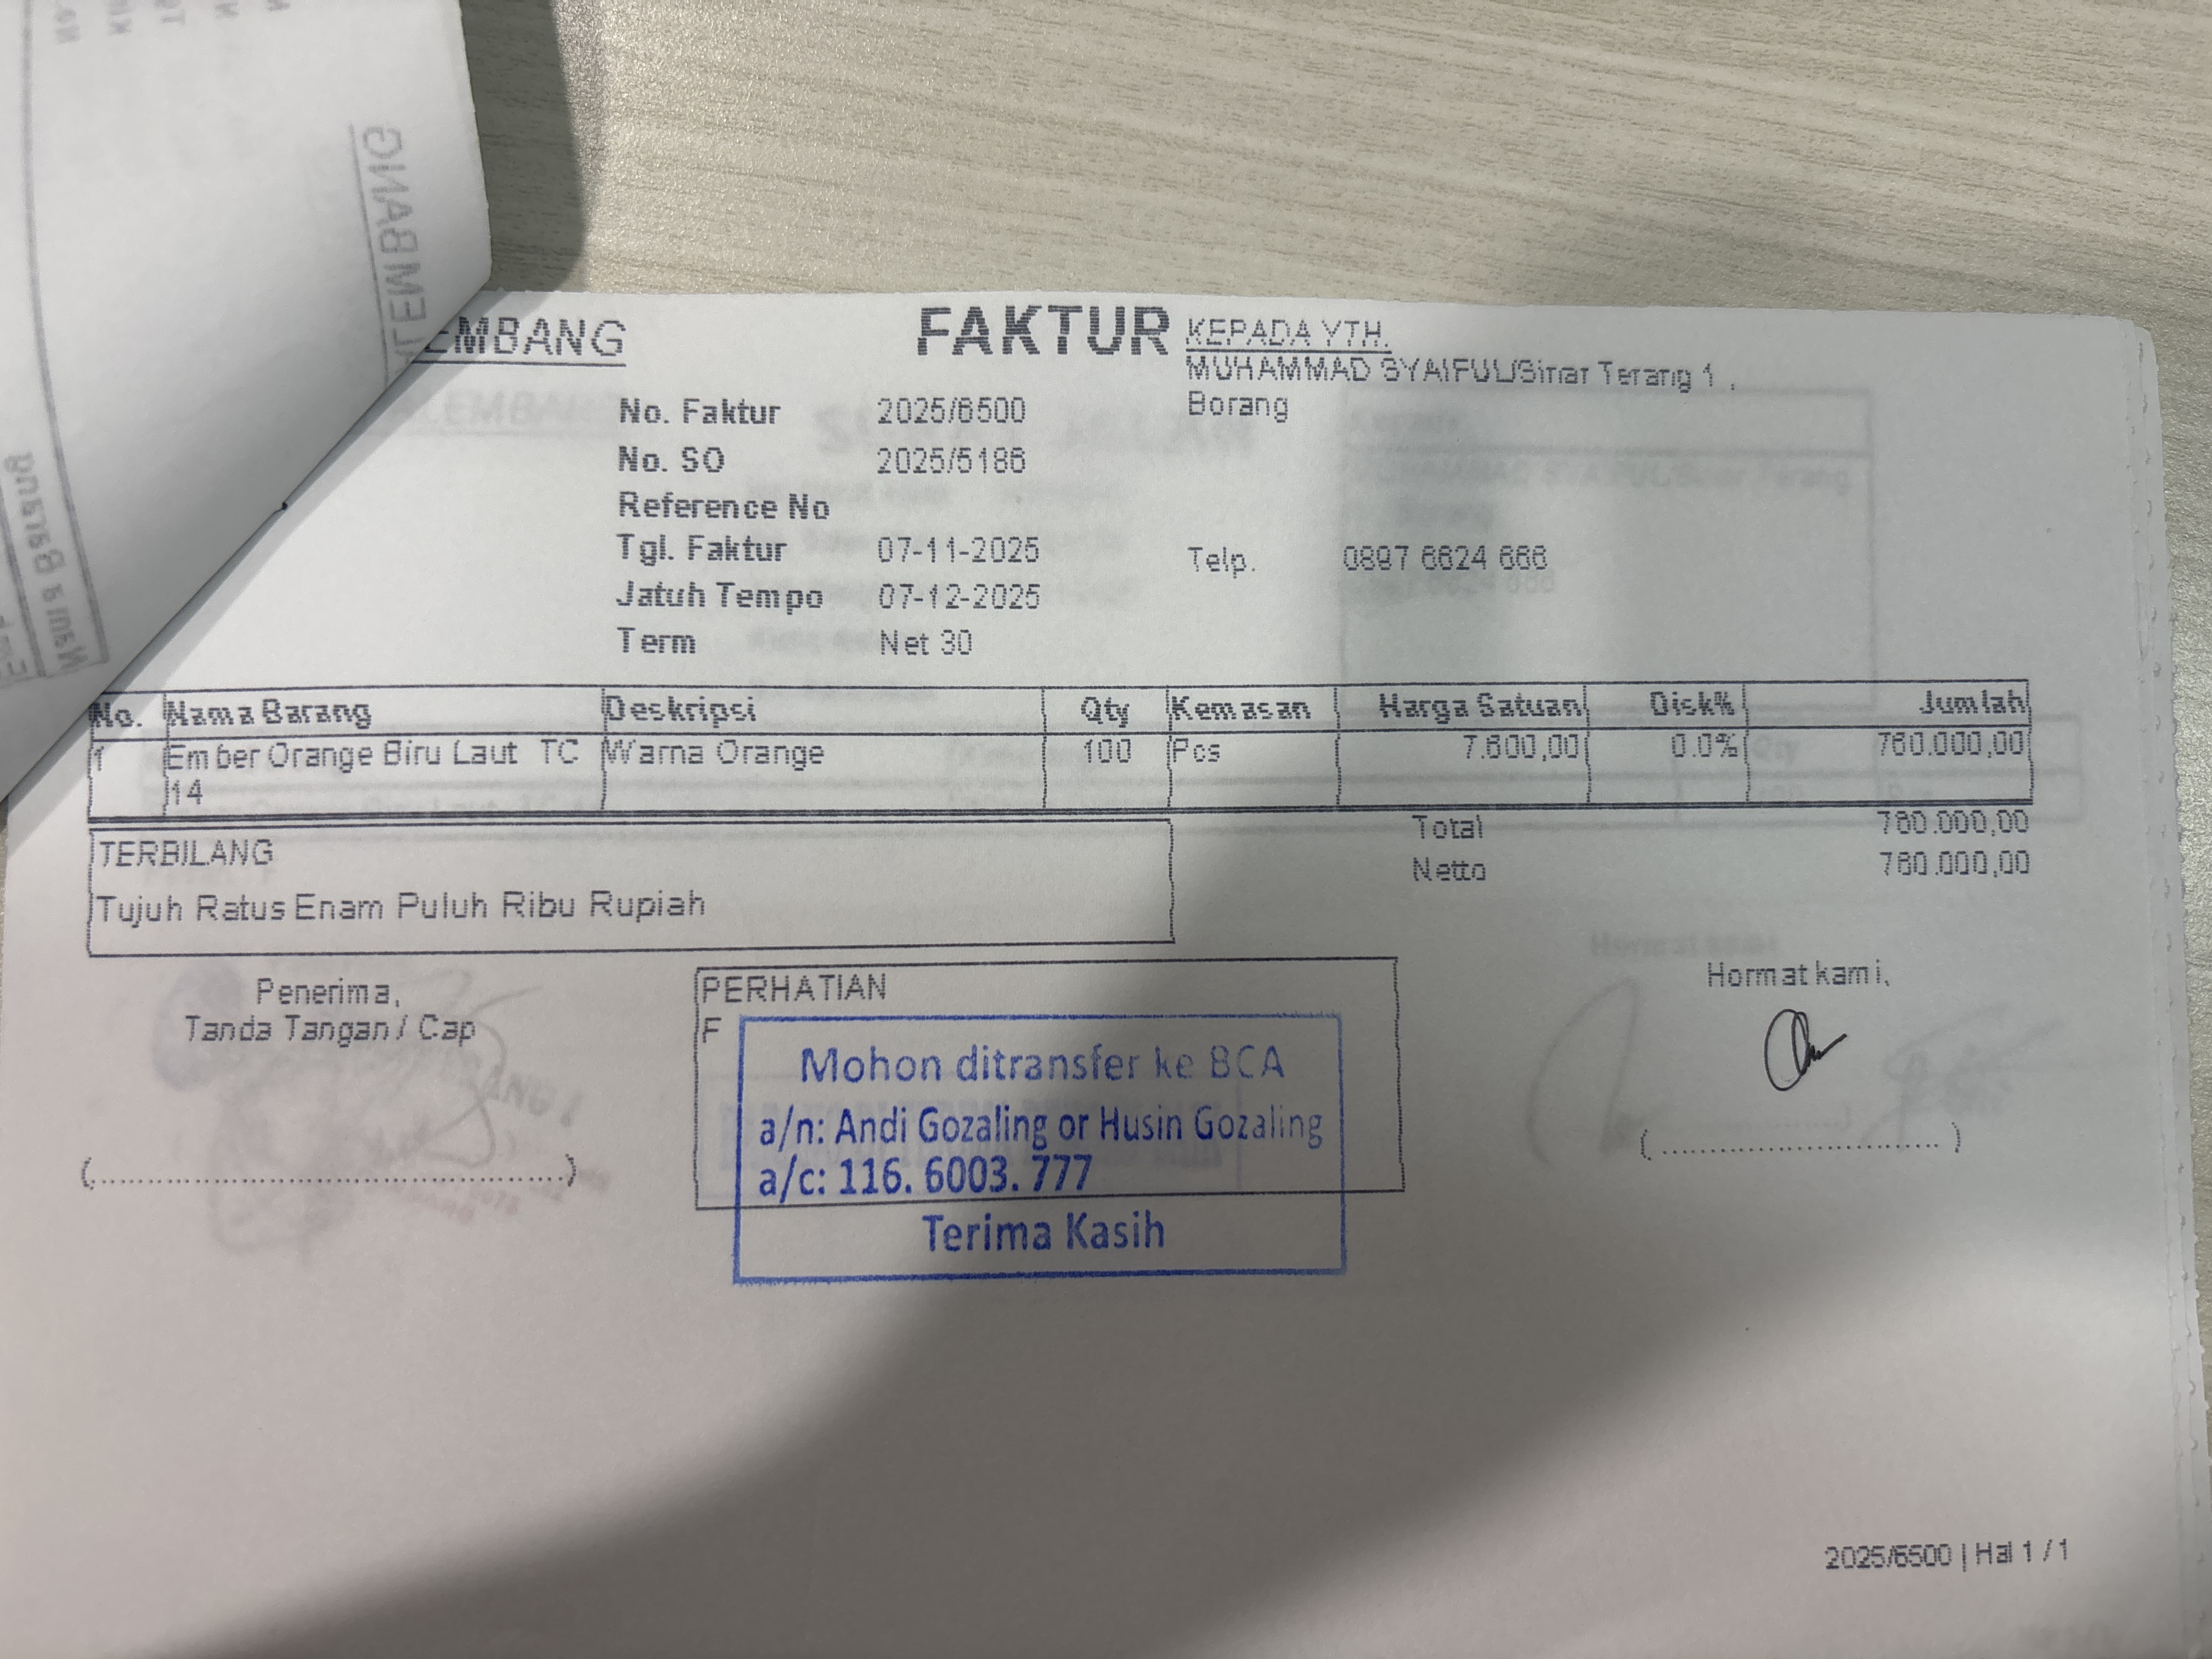 EMBANG
FAKTUR
KEPADA YTH.
MUHAMMAD SYAIFUL/Sinar Terang 1 ,
Borang
No. Faktur 2025/6500
No. SO 2025/5186
Reference No
Tgl. Faktur 07-11-2025
Telp. 0897 6624 666
Jatuh Tempo 07-12-2025
Term Net 30
No. Nama Barang Deskripsi Qty Kemasan Harga Satuan Disk% Jumlah
1 Ember Orange Biru Laut TC Warna Orange 100 Pcs 7.600,00 0.0% 760.000,00
14
Total 760.000,00
Netto 760.000,00
TERBILANG
Tujuh Ratus Enam Puluh Ribu Rupiah
Penerima,
Tanda Tangan / Cap
PERHATIAN
F
Mohon ditransfer ke BCA
a/n: Andi Gozaling or Husin Gozaling
a/c: 116. 6003. 777
Terima Kasih
Hormat kami,
(....................................................)
(................................)
2025/6500 | Hal 1 / 1